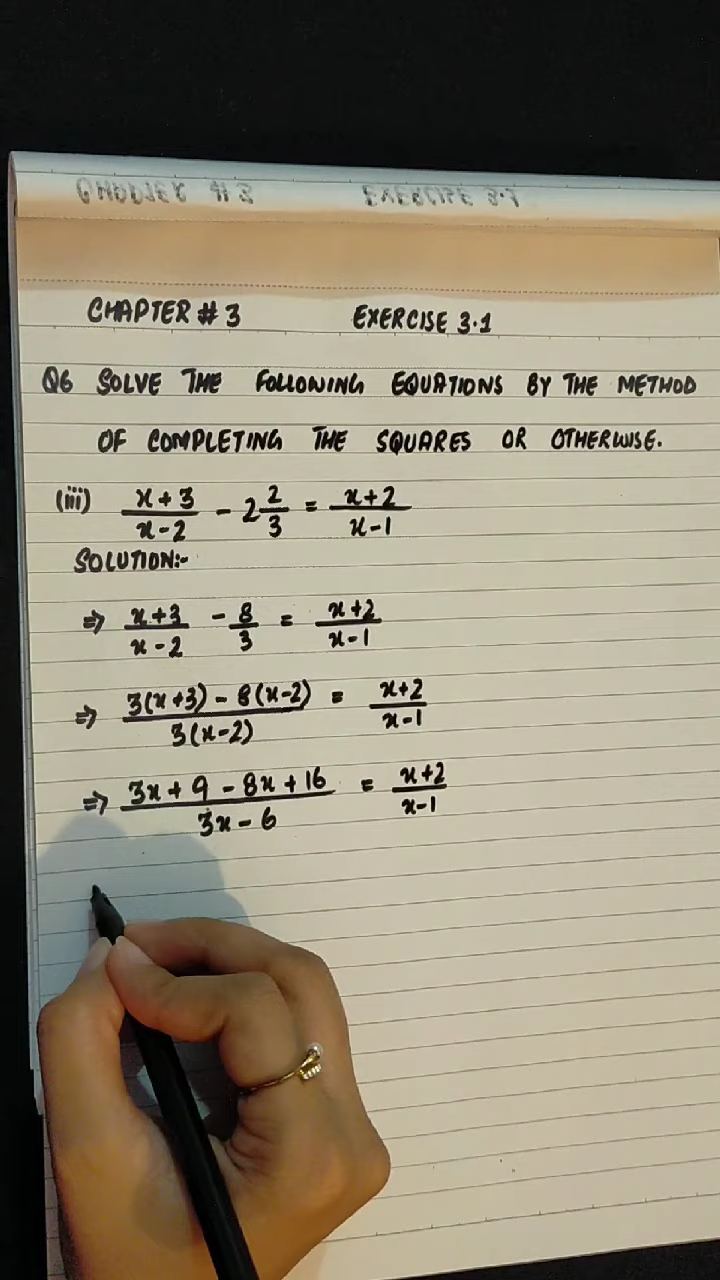 CHAPTER # 3 EXERCISE 3.1
Q6 SOLVE THE FOLLOWING EQUATIONS BY THE METHOD
OF COMPLETING THE SQUARES OR OTHERWISE.
(iii) (x+3)/(x-2) - 2 2/3 = (x+2)/(x-1)
SOLUTION:-
⇒ (x+3)/(x-2) - 8/3 = (x+2)/(x-1)
⇒ (3(x+3) - 8(x-2))/(3(x-2)) = (x+2)/(x-1)
⇒ (3x + 9 - 8x + 16)/(3x - 6) = (x+2)/(x-1)